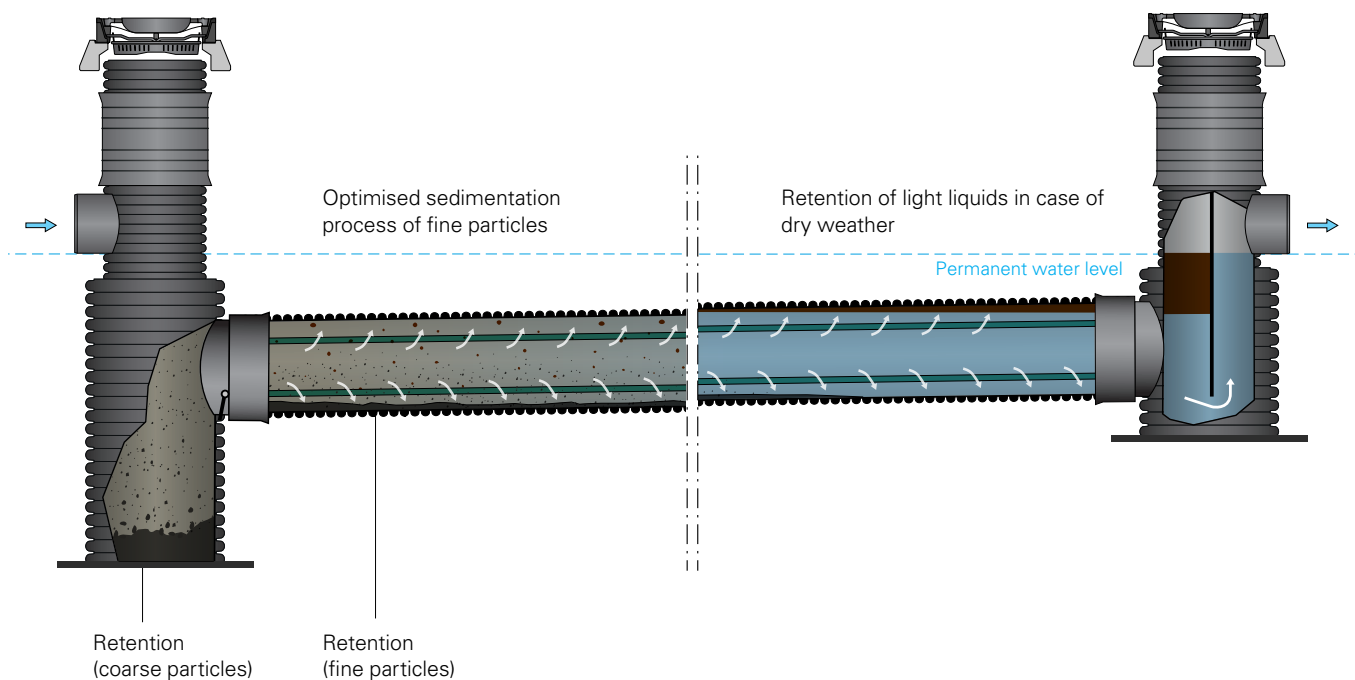 Optimised sedimentation
process of fine particles
Retention of light liquids in case of
dry weather
Permanent water level
Retention
(coarse particles)
Retention
(fine particles)